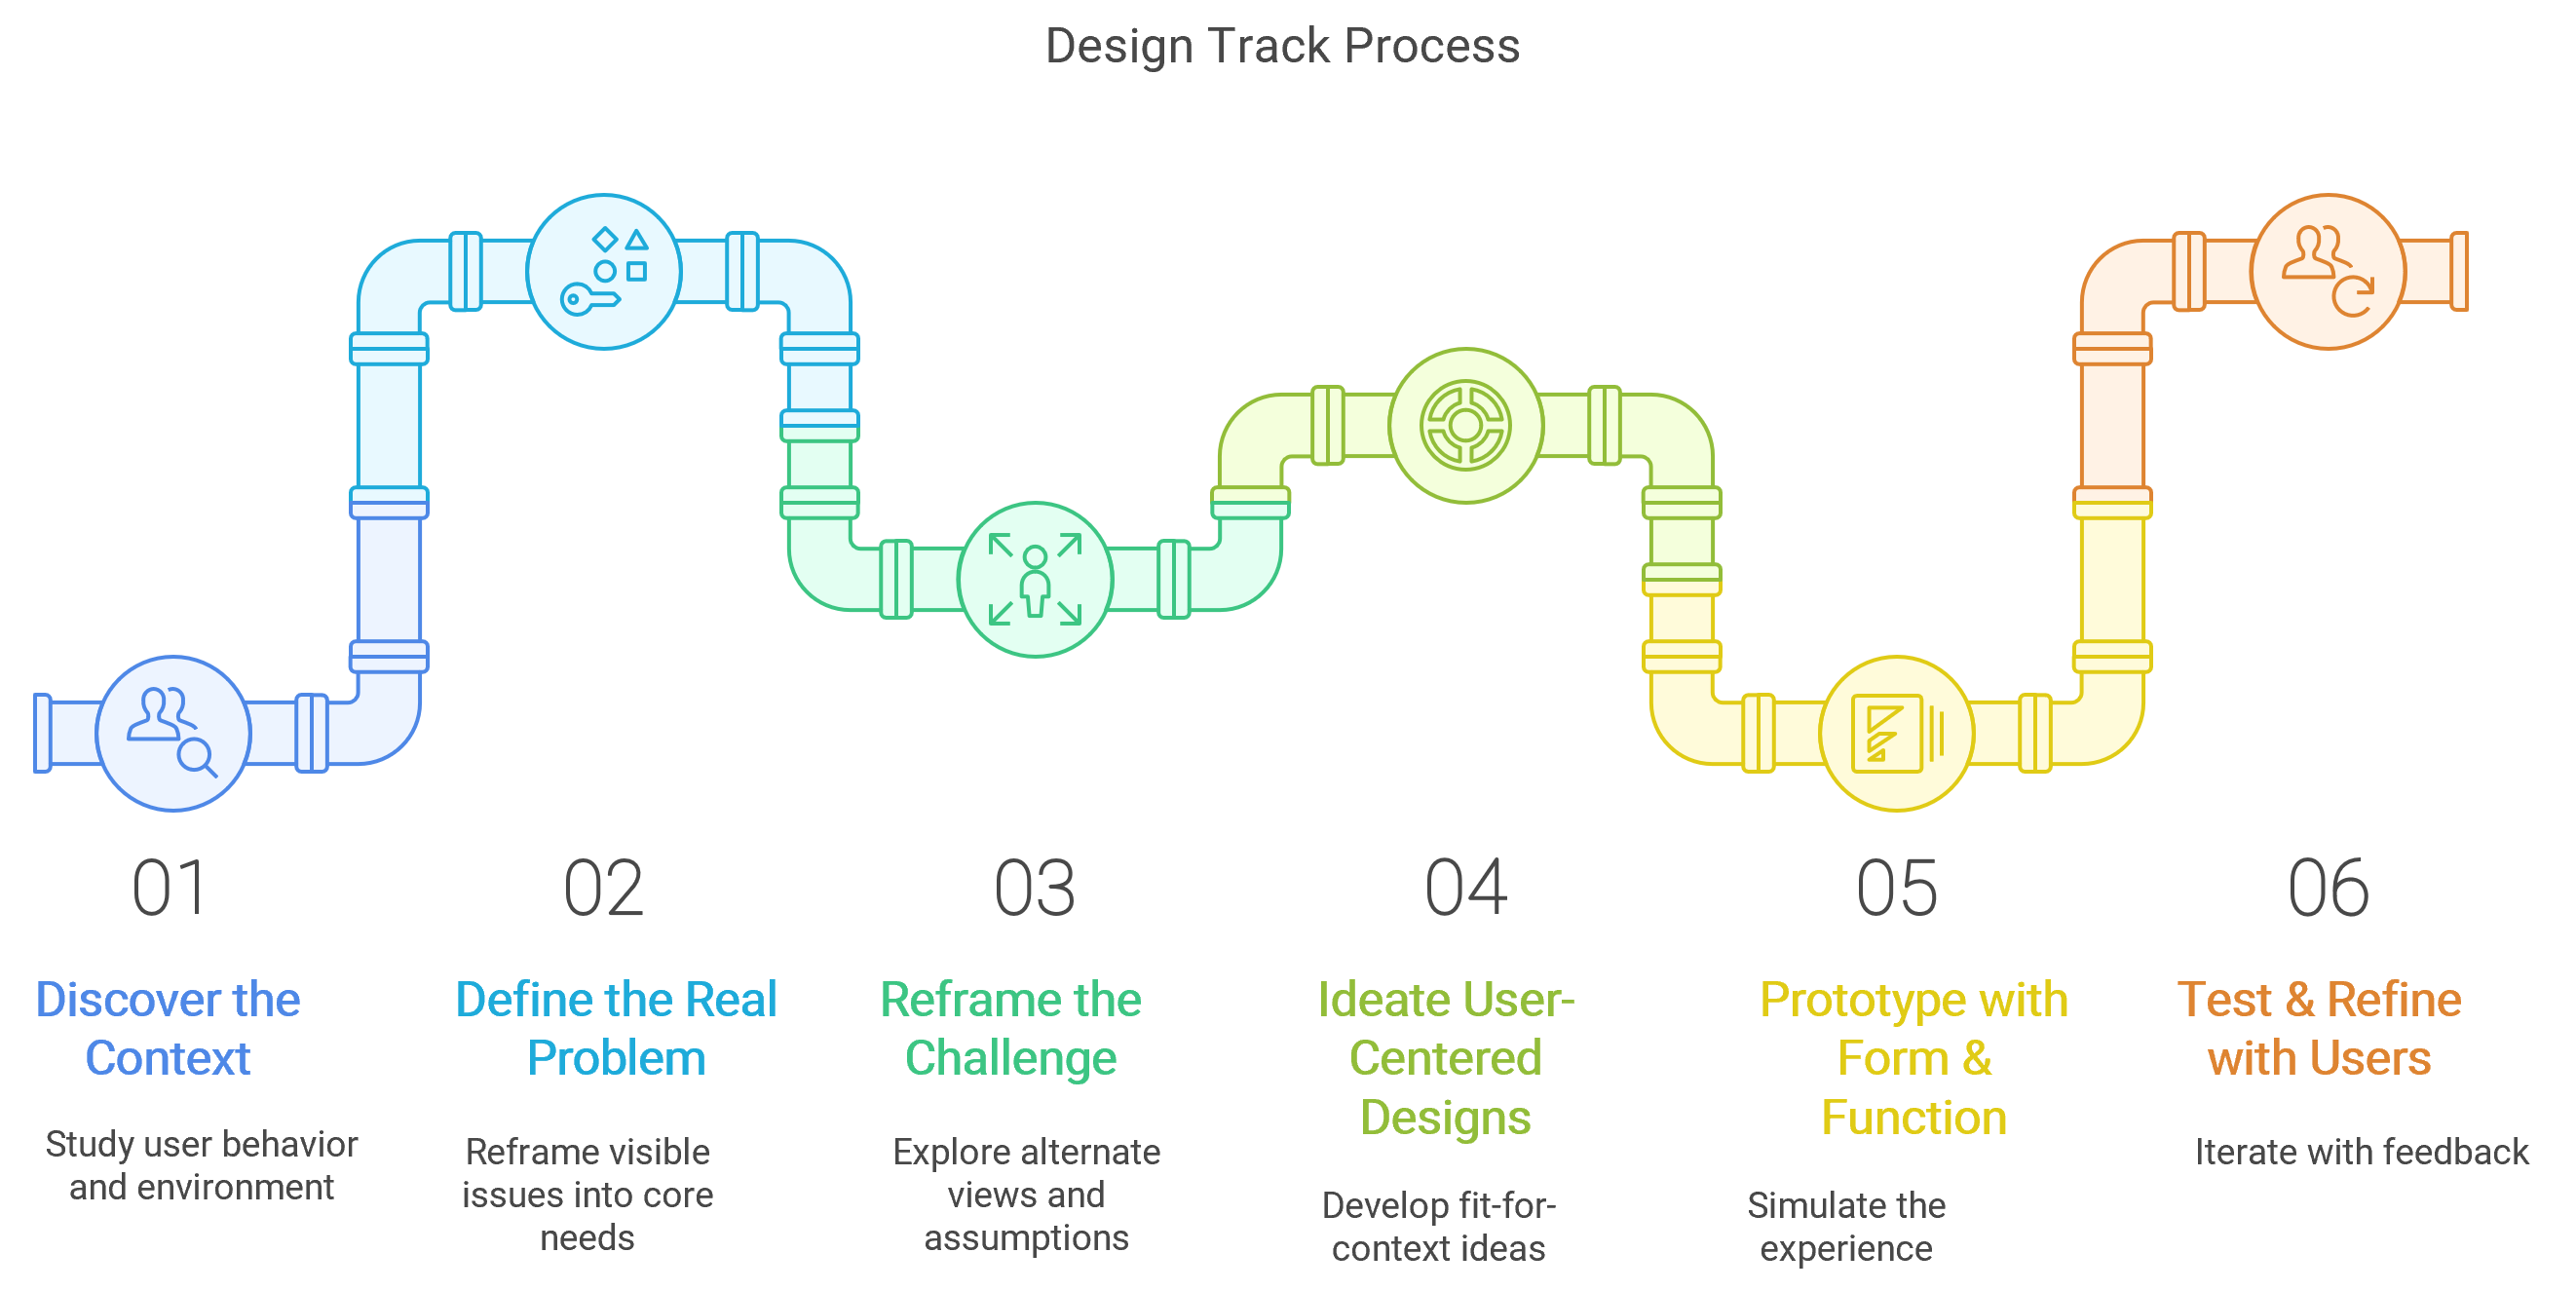 Design Track Process
01
Discover the
Context
Study user behavior
and environment
02
Define the Real
Problem
Reframe visible
issues into core
needs
03
Reframe the
Challenge
Explore alternate
views and
assumptions
04
Ideate User-
Centered
Designs
Develop fit-for-
context ideas
05
Prototype with
Form &
Function
Simulate the
experience
06
Test & Refine
with Users
Iterate with feedback